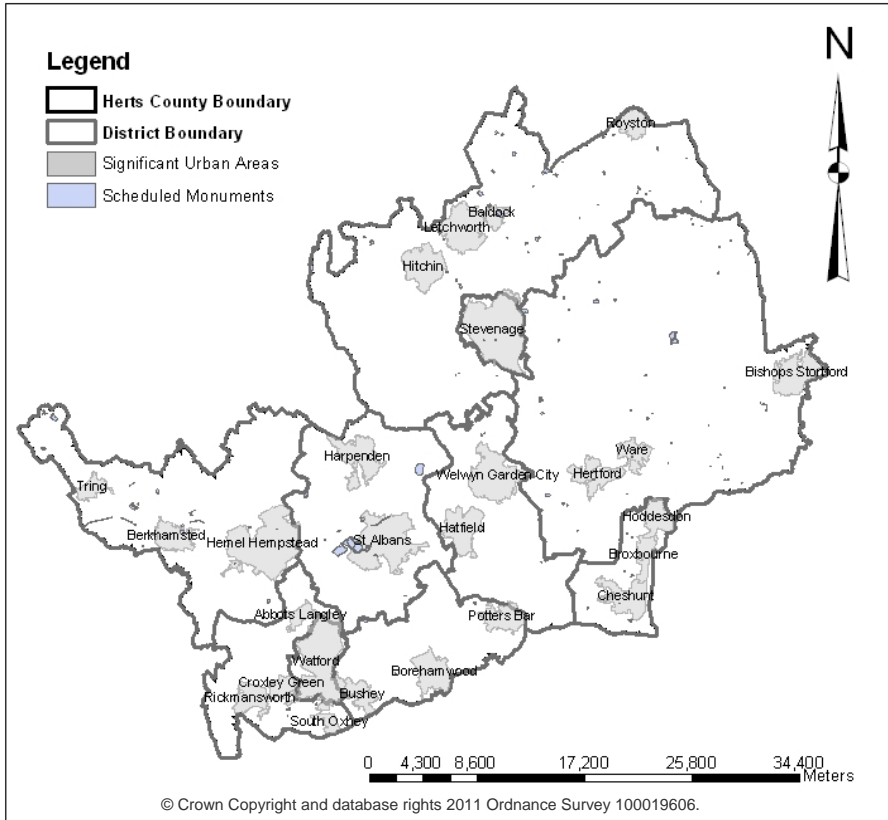 Legend
Herts County Boundary
District Boundary
Significant Urban Areas
Scheduled Monuments
N
Royston
Baldock
Letchworth
Hitchin
Stevenage
Bishops Stortford
Harpenden
Welwyn Garden City
Ware
Hertford
Tring
Berkhamsted
Hemel Hempstead
St Albans
Hatfield
Hoddesdon
Broxbourne
Cheshunt
Abbots Langley
Potters Bar
Watford
Borehamwood
Croxley Green
Rickmansworth
Bushey
South Oxhey
0 4,300 8,600 17,200 25,800 34,400
Meters
© Crown Copyright and database rights 2011 Ordnance Survey 100019606.